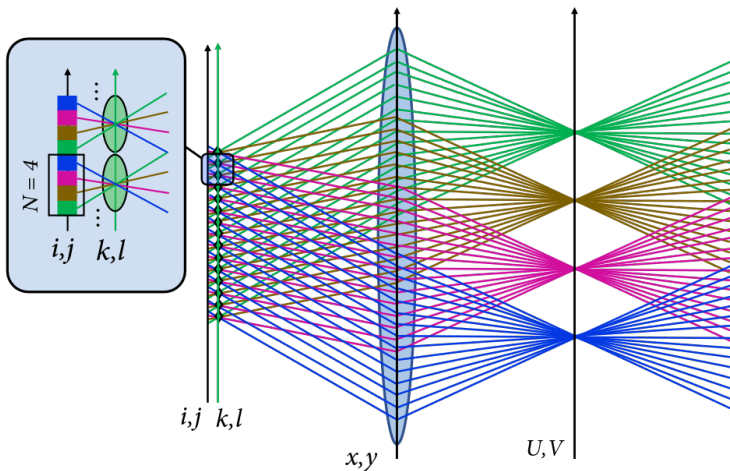 ...
N = 4
...
i,j
k,l
i,j
k,l
x,y
U,V